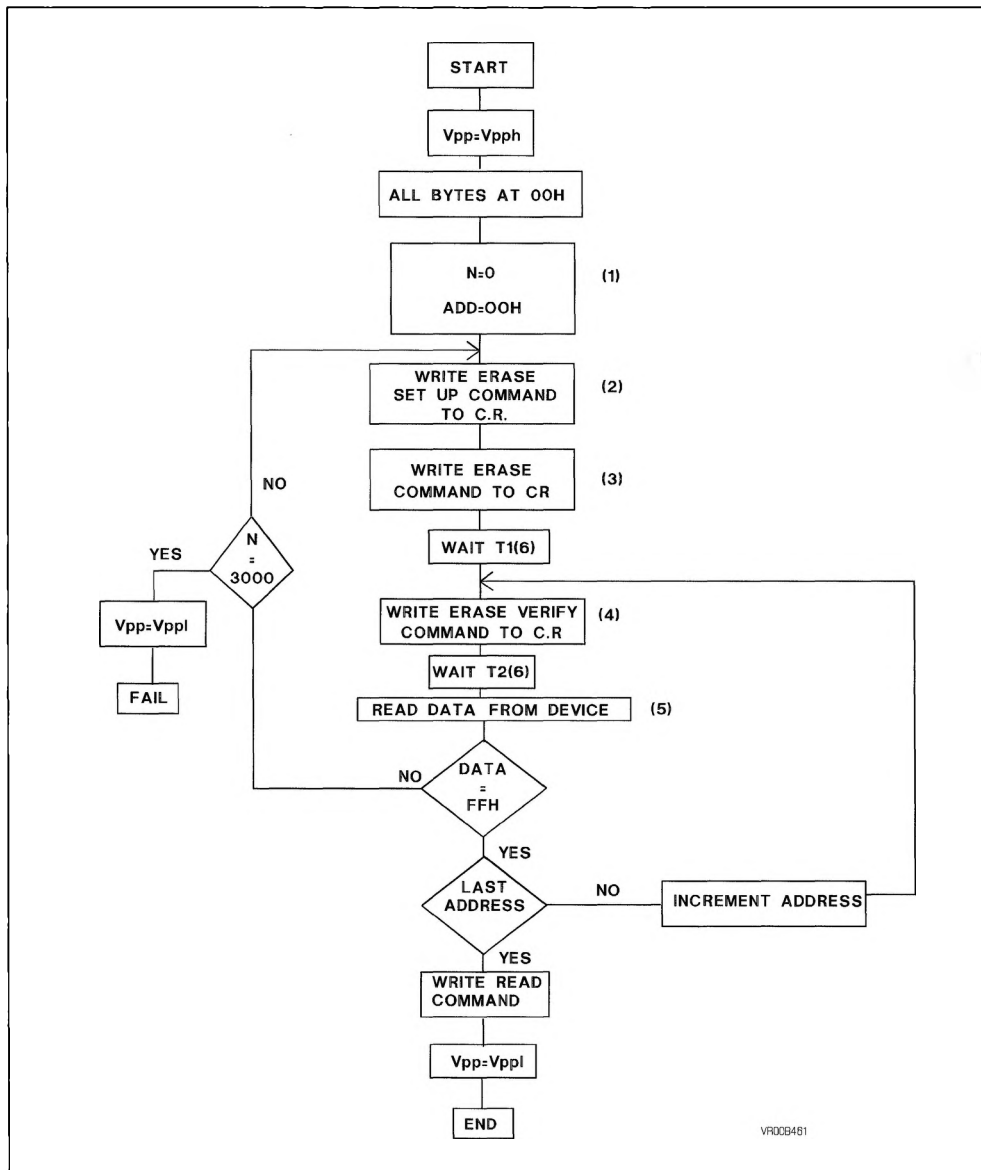 START
Vpp=Vpph
ALL BYTES AT 00H
N=0
ADD=00H
(1)
WRITE ERASE
SET UP COMMAND
TO C.R.
(2)
WRITE ERASE
COMMAND TO CR
(3)
WAIT T1(6)
WRITE ERASE VERIFY
COMMAND TO C.R
(4)
WAIT T2(6)
READ DATA FROM DEVICE
(5)
DATA
=
FFH
NO
YES
N
=
3000
NO
YES
Vpp=Vppl
FAIL
LAST
ADDRESS
NO
INCREMENT ADDRESS
YES
WRITE READ
COMMAND
Vpp=Vppl
END
VR00B461